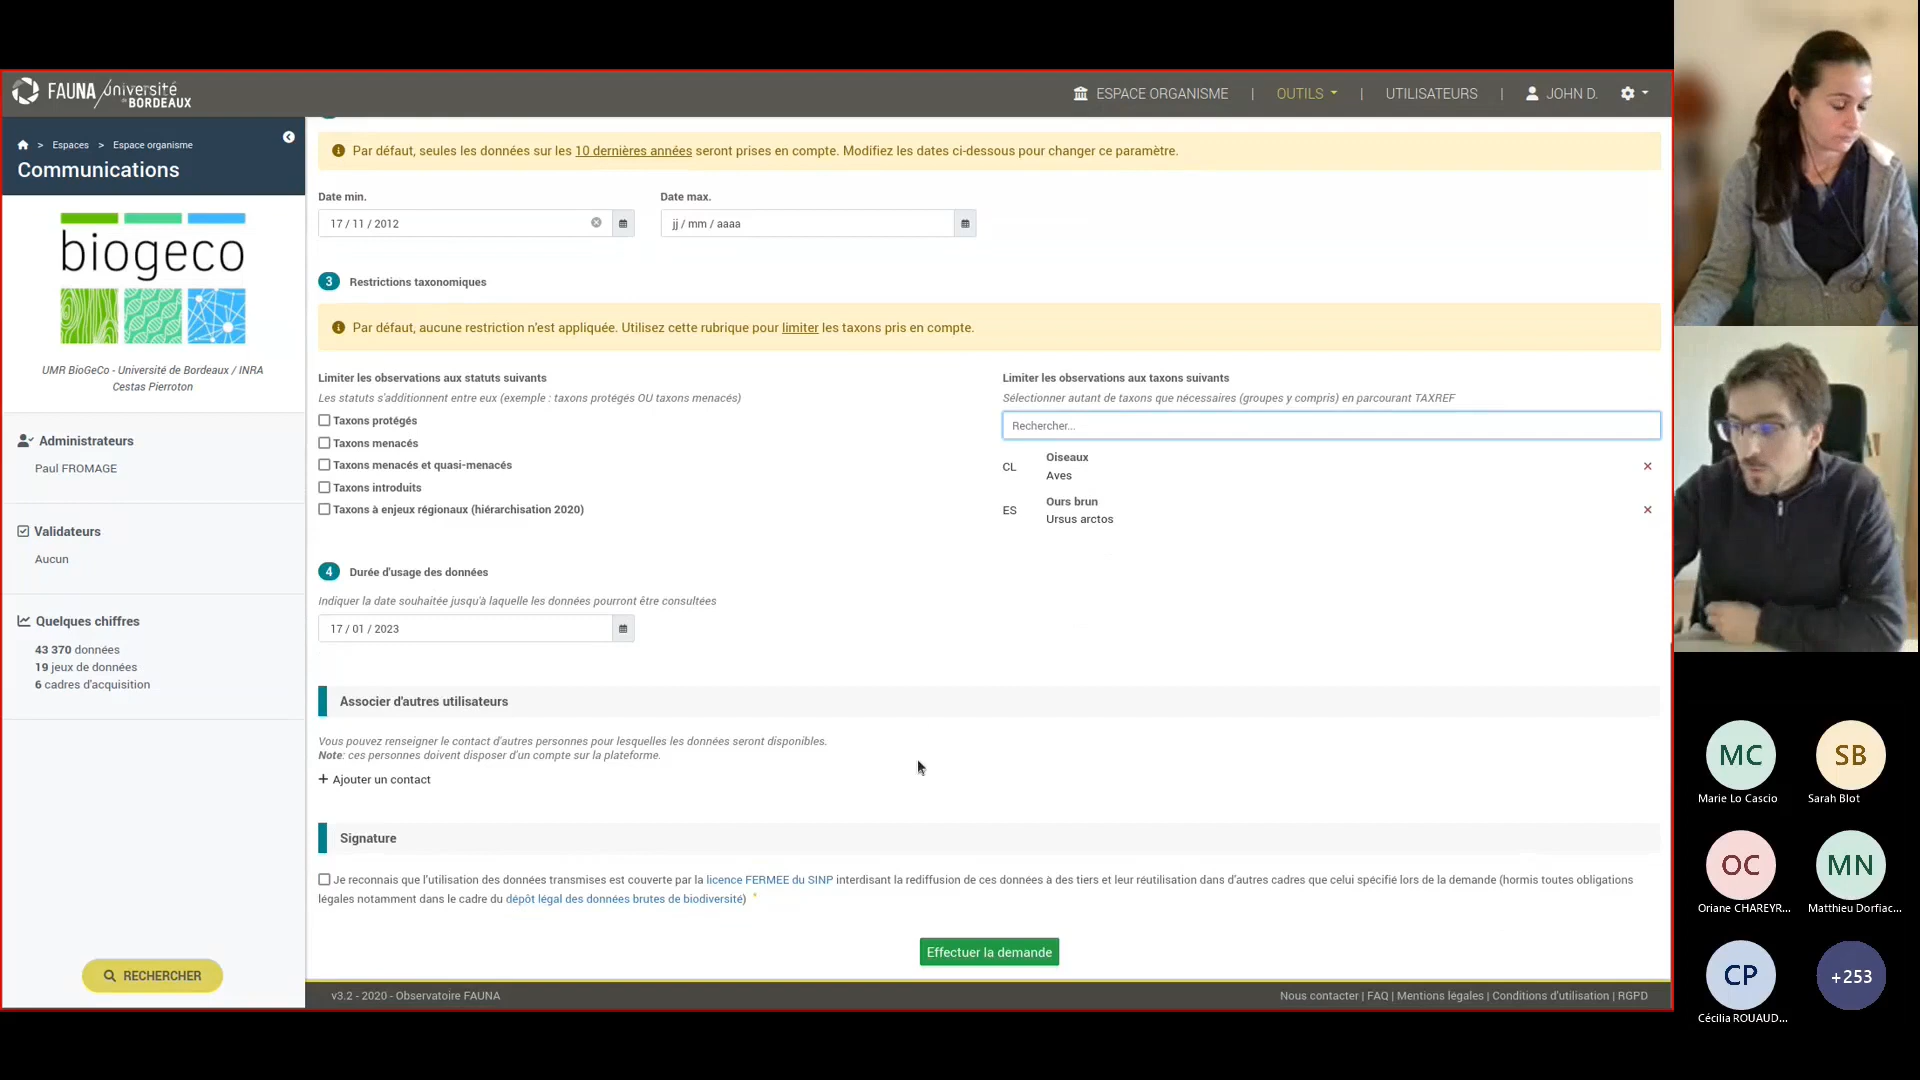 FAUNA
université
de BORDEAUX
ESPACE ORGANISME | OUTILS | UTILISATEURS | JOHN D.
> Espaces > Espace organisme
Communications
biogeco
UMR BioGeCo - Université de Bordeaux / INRA
Cestas Pierroton
Administrateurs
Paul FROMAGE
Validateurs
Aucun
Quelques chiffres
43 370 données
19 jeux de données
6 cadres d'acquisition
RECHERCHER
Par défaut, seules les données sur les 10 dernières années seront prises en compte. Modifiez les dates ci-dessous pour changer ce paramètre.
Date min.
Date max.
17 / 11 / 2012
jj / mm / aaaa
3 Restrictions taxonomiques
Par défaut, aucune restriction n'est appliquée. Utilisez cette rubrique pour limiter les taxons pris en compte.
Limiter les observations aux statuts suivants
Les statuts s'additionnent entre eux (exemple : taxons protégés OU taxons menacés)
Taxons protégés
Taxons menacés
Taxons menacés et quasi-menacés
Taxons introduits
Taxons à enjeux régionaux (hiérarchisation 2020)
Limiter les observations aux taxons suivants
Sélectionner autant de taxons que nécessaires (groupes y compris) en parcourant TAXREF
Rechercher...
CL
Oiseaux
Aves
ES
Ours brun
Ursus arctos
4 Durée d'usage des données
Indiquer la date souhaitée jusqu'à laquelle les données pourront être consultées
17 / 01 / 2023
Associer d'autres utilisateurs
Vous pouvez renseigner le contact d'autres personnes pour lesquelles les données seront disponibles.
Note: ces personnes doivent disposer d'un compte sur la plateforme.
+ Ajouter un contact
Signature
Je reconnais que l'utilisation des données transmises est couverte par la licence FERMEE du SINP interdisant la rediffusion de ces données à des tiers et leur réutilisation dans d'autres cadres que celui spécifié lors de la demande (hormis toutes obligations
légales notamment dans le cadre du dépôt légal des données brutes de biodiversité) *
Effectuer la demande
v3.2 - 2020 - Observatoire FAUNA
Nous contacter | FAQ | Mentions légales | Conditions d'utilisation | RGPD
MC
Marie Lo Cascio
SB
Sarah Blot
OC
Oriane CHAREYR...
MN
Matthieu Dorfiac...
CP
Cécilia ROUAUD...
+253